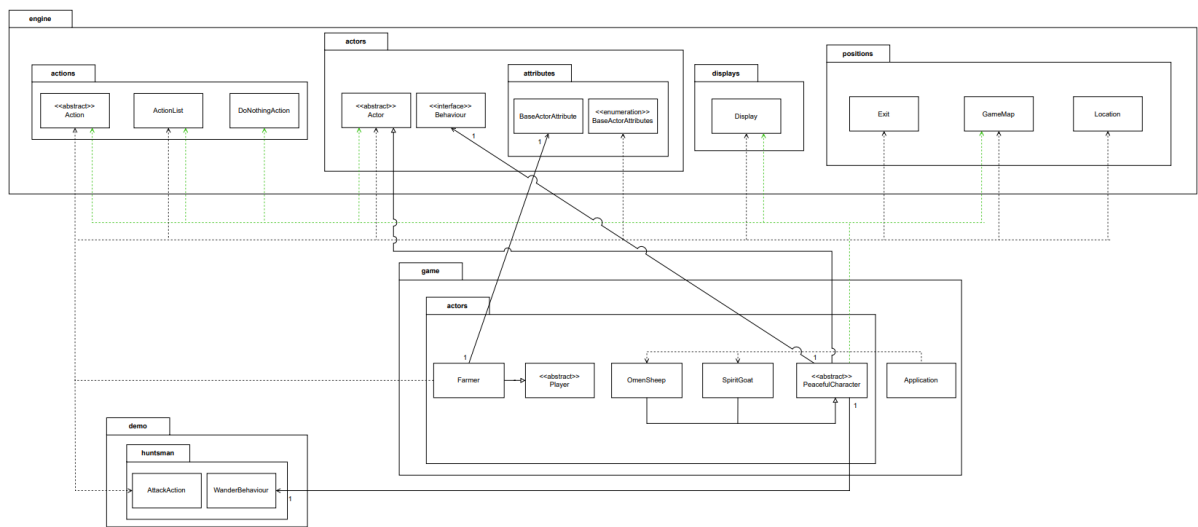 engine
actors
positions
actions
attributes
displays
<<abstract>>
Action
ActionList
DoNothingAction
<<abstract>>
Actor
<<interface>>
Behaviour
BaseActorAttribute
<<enumeration>>
BaseActorAttributes
Display
Exit
GameMap
Location
1
1
game
actors
1
1
Farmer
<<abstract>>
Player
OmenSheep
SpiritGoat
<<abstract>>
PeacefulCharacter
Application
1
demo
huntsman
AttackAction
WanderBehaviour
1